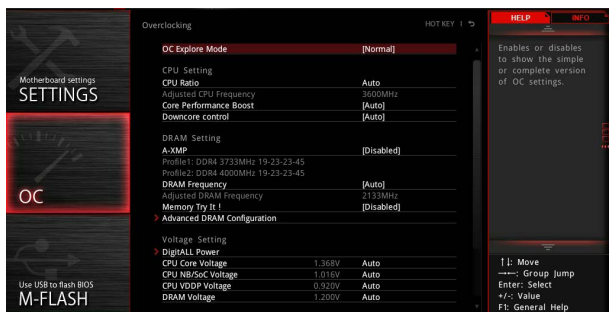 Overclocking
HOT KEY | ↩
HELP
INFO
Motherboard settings
SETTINGS
OC
Use USB to flash BIOS
M-FLASH
OC Explore Mode [Normal]
CPU Setting
CPU Ratio Auto
Adjusted CPU Frequency 3600MHz
Core Performance Boost [Auto]
Downcore control [Auto]
DRAM Setting
A-XMP [Disabled]
Profile1: DDR4 3733MHz 19-23-23-45
Profile2: DDR4 4000MHz 19-23-23-45
DRAM Frequency [Auto]
Adjusted DRAM Frequency 2133MHz
Memory Try It ! [Disabled]
> Advanced DRAM Configuration
Voltage Setting
> DigitALL Power
CPU Core Voltage 1.368V Auto
CPU NB/SoC Voltage 1.016V Auto
CPU VDDP Voltage 0.920V Auto
DRAM Voltage 1.200V Auto
Enables or disables
to show the simple
or complete version
of OC settings.
↑↓: Move
→←: Group Jump
Enter: Select
+/-: Value
F1: General Help